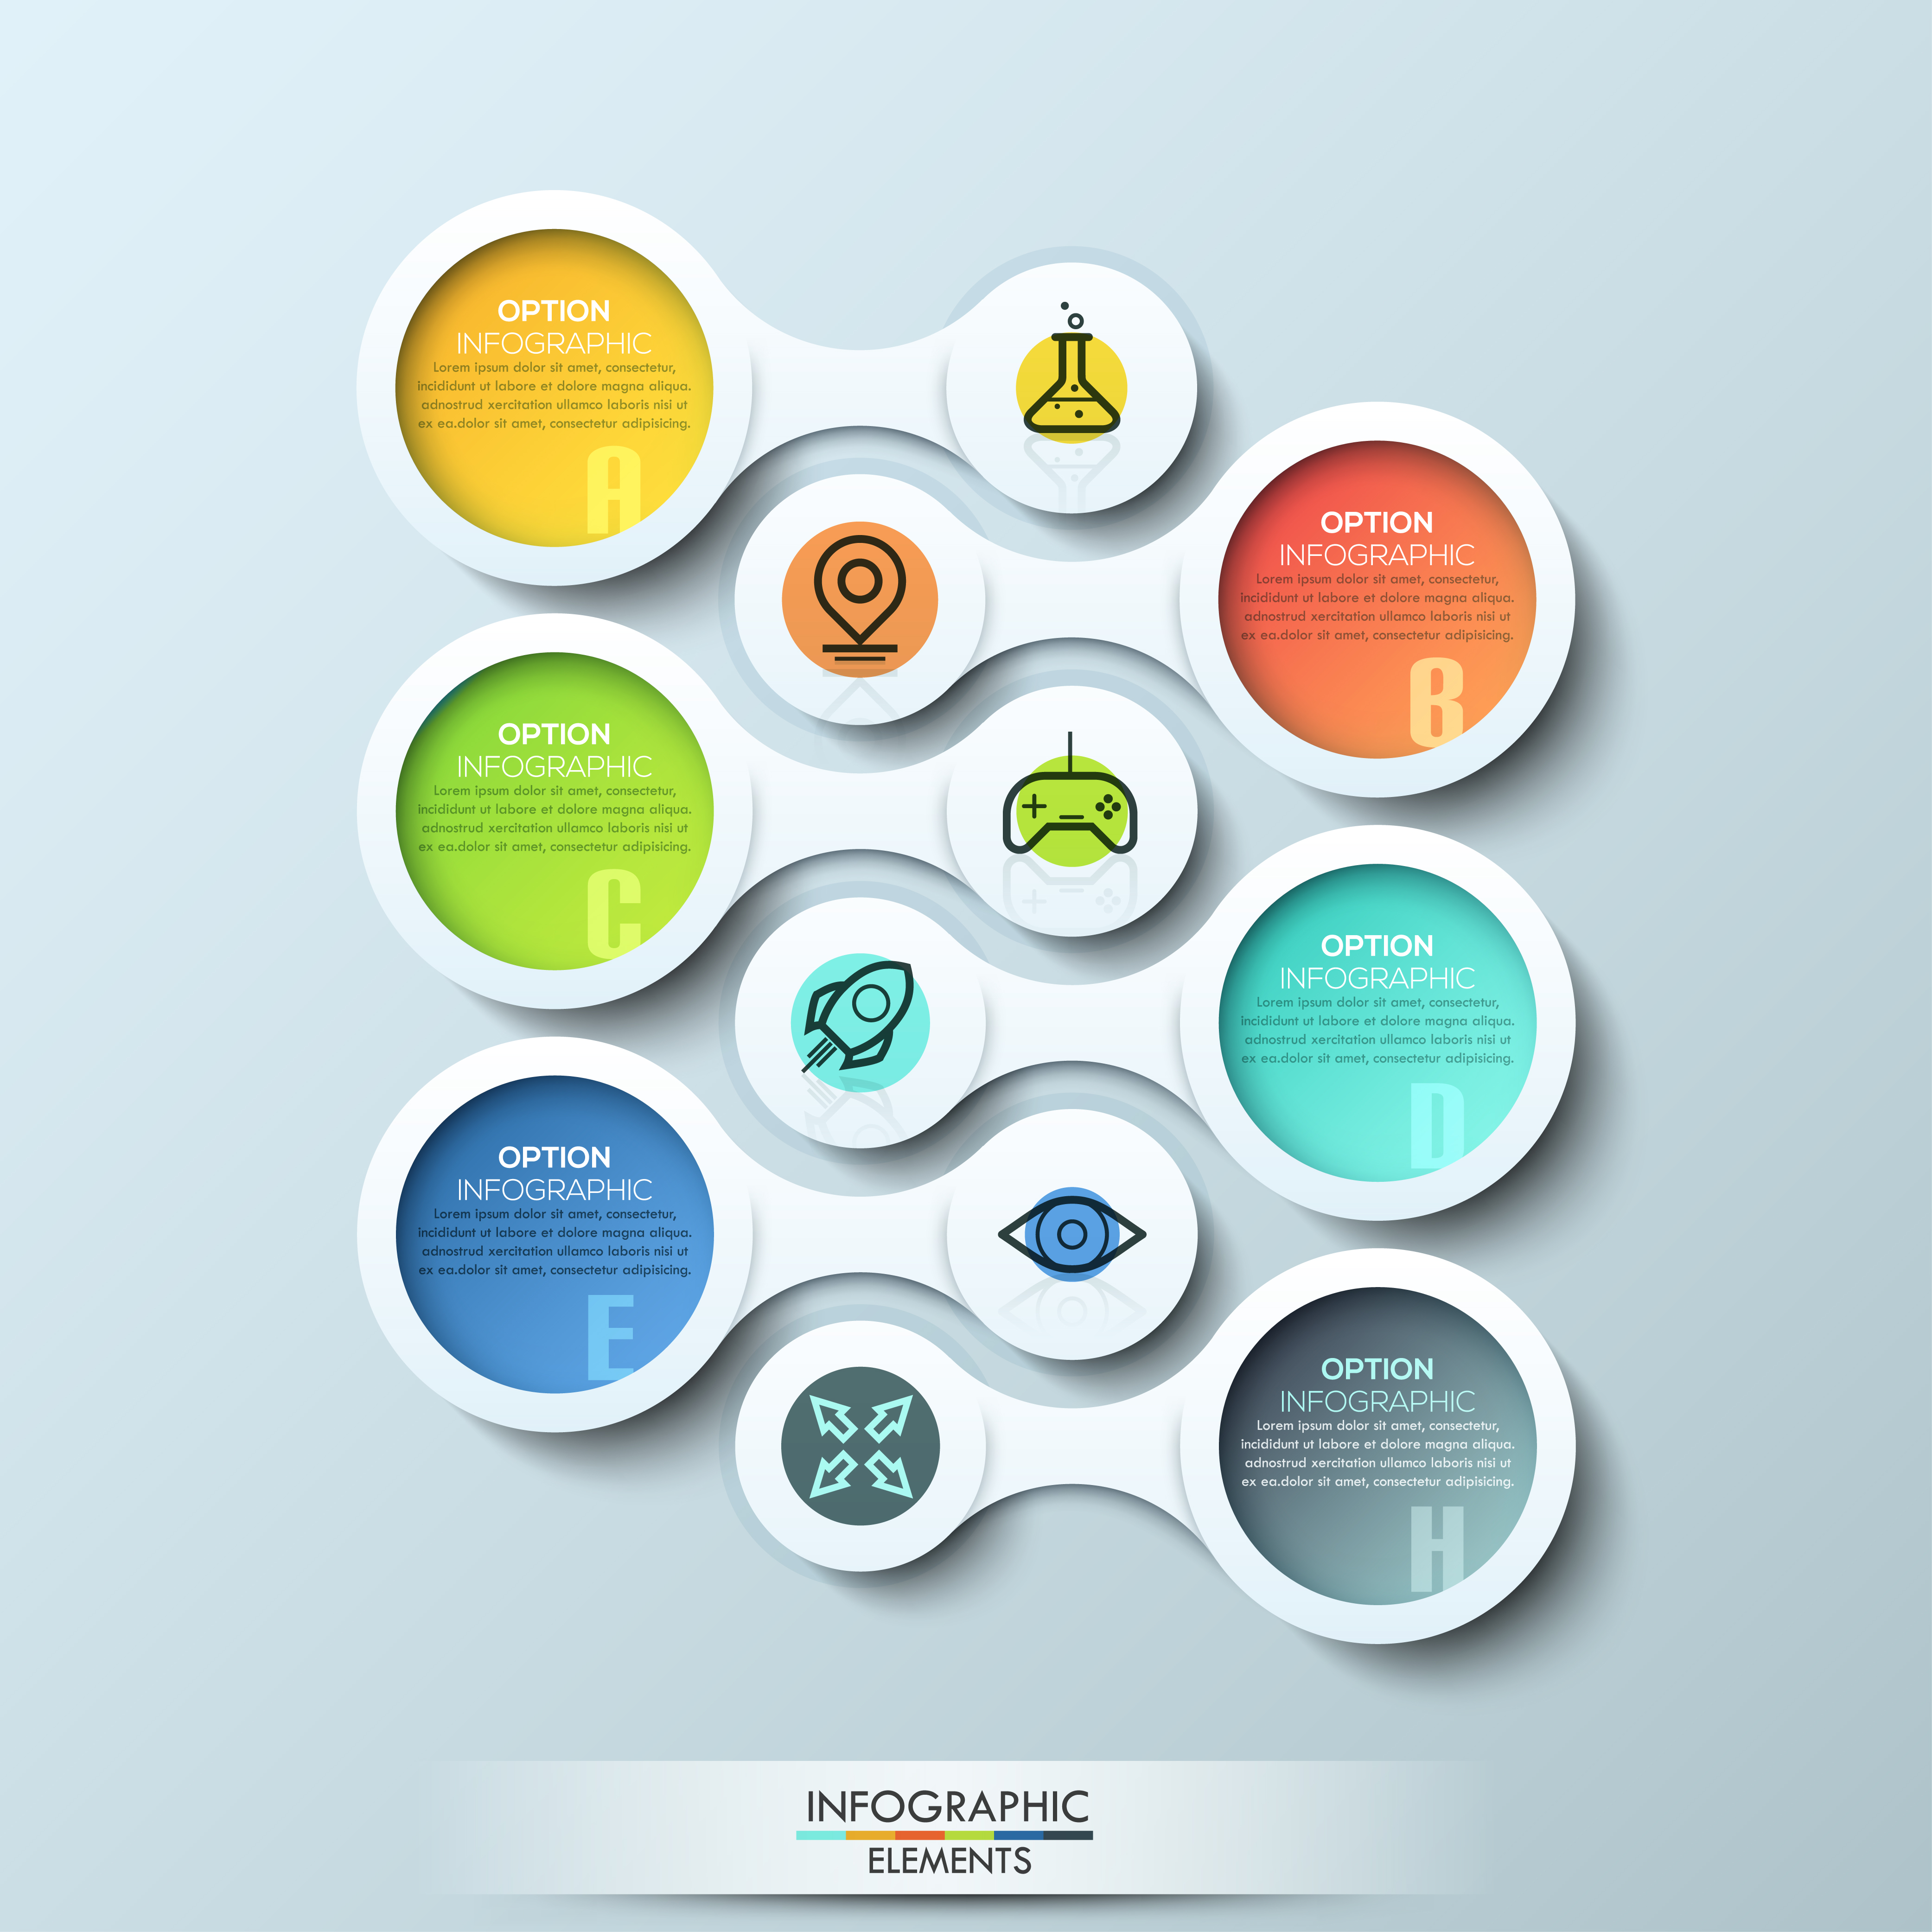 OPTION
INFOGRAPHIC
Lorem ipsum dolor sit amet, consectetur,
incididunt ut labore et dolore magna aliqua.
adnostrud xercitation ullamco laboris nisi ut
ex ea.dolor sit amet, consectetur adipisicing.
A
OPTION
INFOGRAPHIC
Lorem ipsum dolor sit amet, consectetur,
incididunt ut labore et dolore magna aliqua.
adnostrud xercitation ullamco laboris nisi ut
ex ea.dolor sit amet, consectetur adipisicing.
B
OPTION
INFOGRAPHIC
Lorem ipsum dolor sit amet, consectetur,
incididunt ut labore et dolore magna aliqua.
adnostrud xercitation ullamco laboris nisi ut
ex ea.dolor sit amet, consectetur adipisicing.
C
OPTION
INFOGRAPHIC
Lorem ipsum dolor sit amet, consectetur,
incididunt ut labore et dolore magna aliqua.
adnostrud xercitation ullamco laboris nisi ut
ex ea.dolor sit amet, consectetur adipisicing.
D
OPTION
INFOGRAPHIC
Lorem ipsum dolor sit amet, consectetur,
incididunt ut labore et dolore magna aliqua.
adnostrud xercitation ullamco laboris nisi ut
ex ea.dolor sit amet, consectetur adipisicing.
E
OPTION
INFOGRAPHIC
Lorem ipsum dolor sit amet, consectetur,
incididunt ut labore et dolore magna aliqua.
adnostrud xercitation ullamco laboris nisi ut
ex ea.dolor sit amet, consectetur adipisicing.
H
INFOGRAPHIC
ELEMENTS